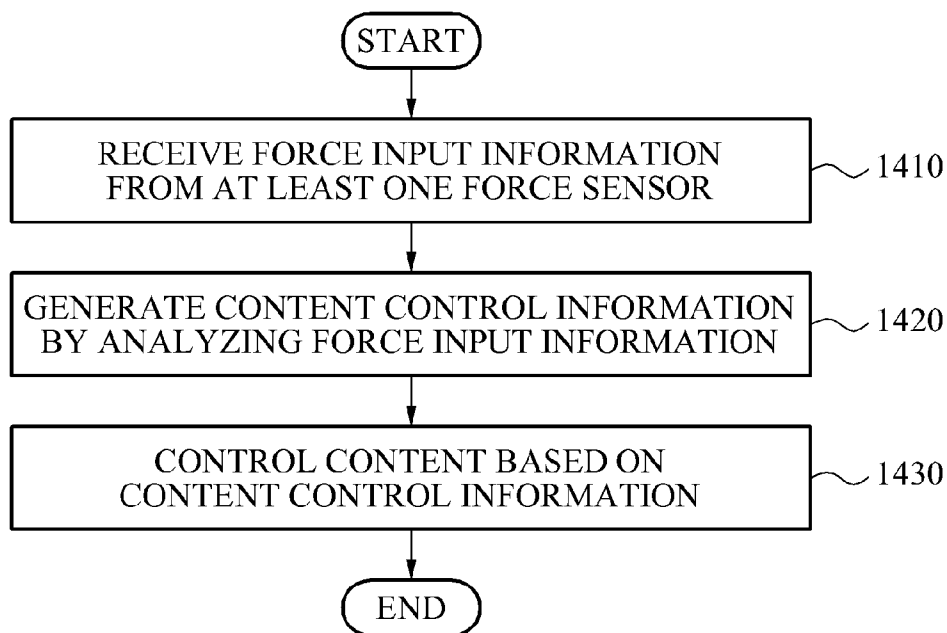 START
RECEIVE FORCE INPUT INFORMATION
FROM AT LEAST ONE FORCE SENSOR
1410
GENERATE CONTENT CONTROL INFORMATION
BY ANALYZING FORCE INPUT INFORMATION
1420
CONTROL CONTENT BASED ON
CONTENT CONTROL INFORMATION
1430
END